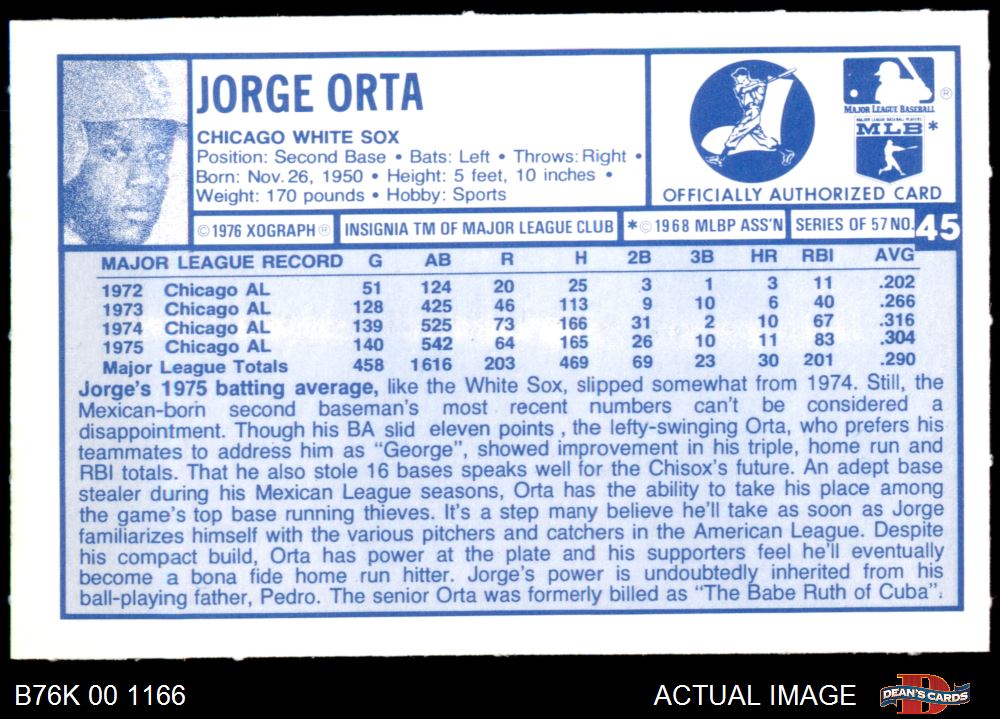 JORGE ORTA
CHICAGO WHITE SOX
Position: Second Base • Bats: Left • Throws: Right •
Born: Nov. 26, 1950 • Height: 5 feet, 10 inches •
Weight: 170 pounds • Hobby: Sports
®
MAJOR LEAGUE BASEBALL
MAJOR LEAGUE BASEBALL PLAYERS
MLB *
OFFICIALLY AUTHORIZED CARD
© 1976 XOGRAPH ® INSIGNIA TM OF MAJOR LEAGUE CLUB *© 1968 MLBP ASS'N SERIES OF 57 NO. 45
MAJOR LEAGUE RECORD G AB R H 2B 3B HR RBI AVG
1972 Chicago AL 51 124 20 25 3 1 3 11 .202
1973 Chicago AL 128 425 46 113 9 10 6 40 .266
1974 Chicago AL 139 525 73 166 31 2 10 67 .316
1975 Chicago AL 140 542 64 165 26 10 11 83 .304
Major League Totals 458 1616 203 469 69 23 30 201 .290
Jorge's 1975 batting average, like the White Sox, slipped somewhat from 1974. Still, the
Mexican-born second baseman's most recent numbers can't be considered a
disappointment. Though his BA slid eleven points , the lefty-swinging Orta, who prefers his
teammates to address him as "George", showed improvement in his triple, home run and
RBI totals. That he also stole 16 bases speaks well for the Chisox's future. An adept base
stealer during his Mexican League seasons, Orta has the ability to take his place among
the game's top base running thieves. It's a step many believe he'll take as soon as Jorge
familiarizes himself with the various pitchers and catchers in the American League. Despite
his compact build, Orta has power at the plate and his supporters feel he'll eventually
become a bona fide home run hitter. Jorge's power is undoubtedly inherited from his
ball-playing father, Pedro. The senior Orta was formerly billed as "The Babe Ruth of Cuba".
B76K 00 1166
ACTUAL IMAGE
DEAN'S CARDS